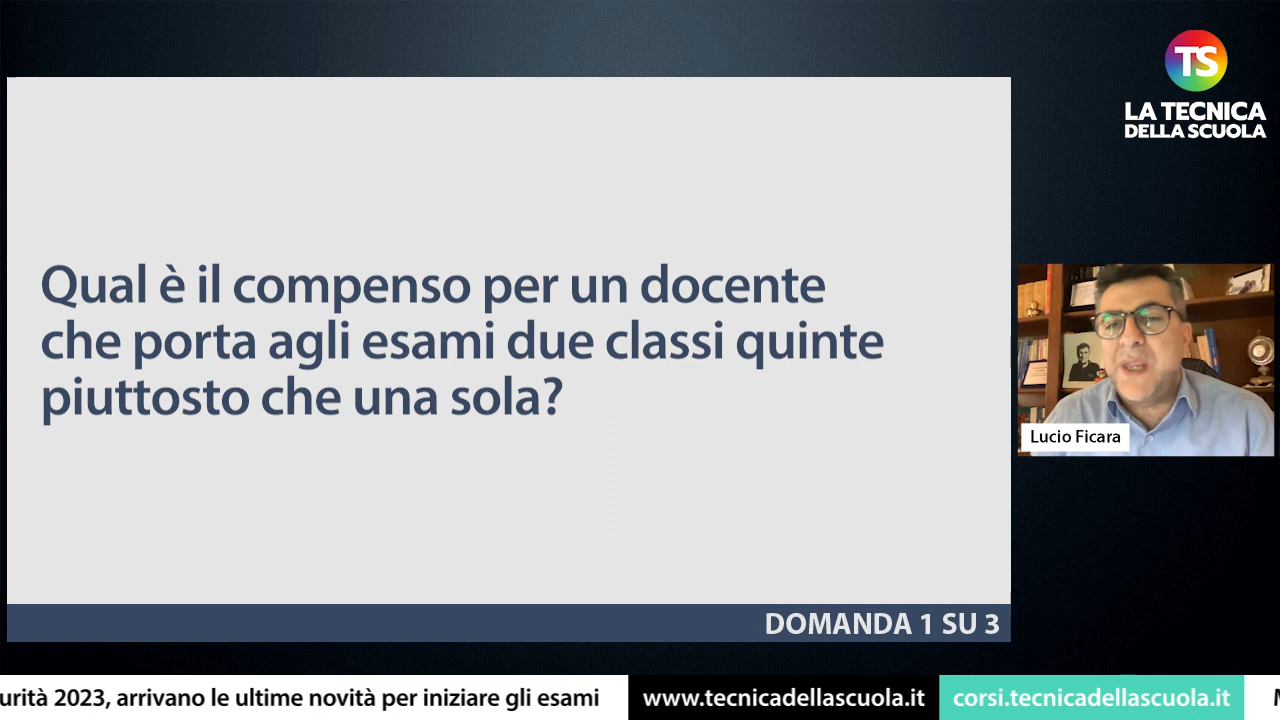 TS
LA TECNICA
DELLA SCUOLA
Qual è il compenso per un docente
che porta agli esami due classi quinte
piuttosto che una sola?
Lucio Ficara
DOMANDA 1 SU 3
urità 2023, arrivano le ultime novità per iniziare gli esami
www.tecnicadellascuola.it
corsi.tecnicadellascuola.it